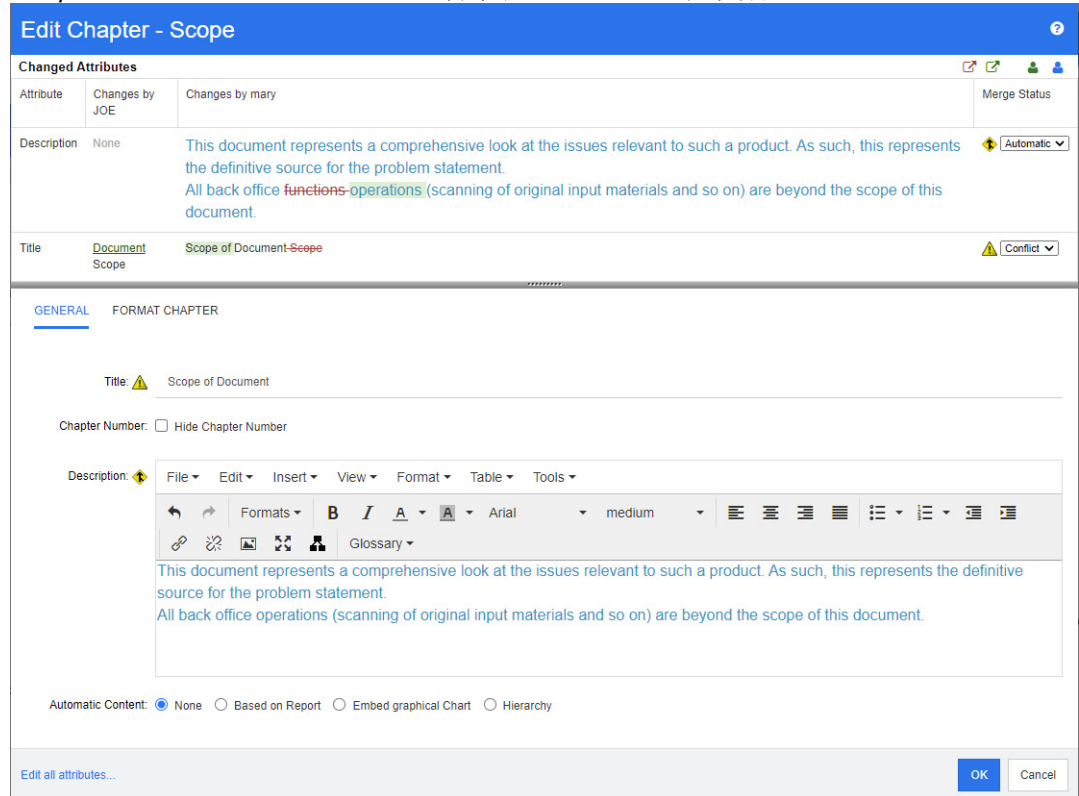 Edit Chapter - Scope
Changed Attributes
Attribute
Changes by
JOE
Changes by mary
Merge Status
Description
None
This document represents a comprehensive look at the issues relevant to such a product. As such, this represents
the definitive source for the problem statement.
All back office functions operations (scanning of original input materials and so on) are beyond the scope of this
document.
Automatic
Title
Document
Scope
Scope of Document Scope
Conflict
GENERAL
FORMAT CHAPTER
Title:
Scope of Document
Chapter Number:
Hide Chapter Number
Description:
File
Edit
Insert
View
Format
Table
Tools
Formats
B
I
A
A
Arial
medium
Glossary
This document represents a comprehensive look at the issues relevant to such a product. As such, this represents the definitive
source for the problem statement.
All back office operations (scanning of original input materials and so on) are beyond the scope of this document.
Automatic Content:
None
Based on Report
Embed graphical Chart
Hierarchy
Edit all attributes...
OK
Cancel